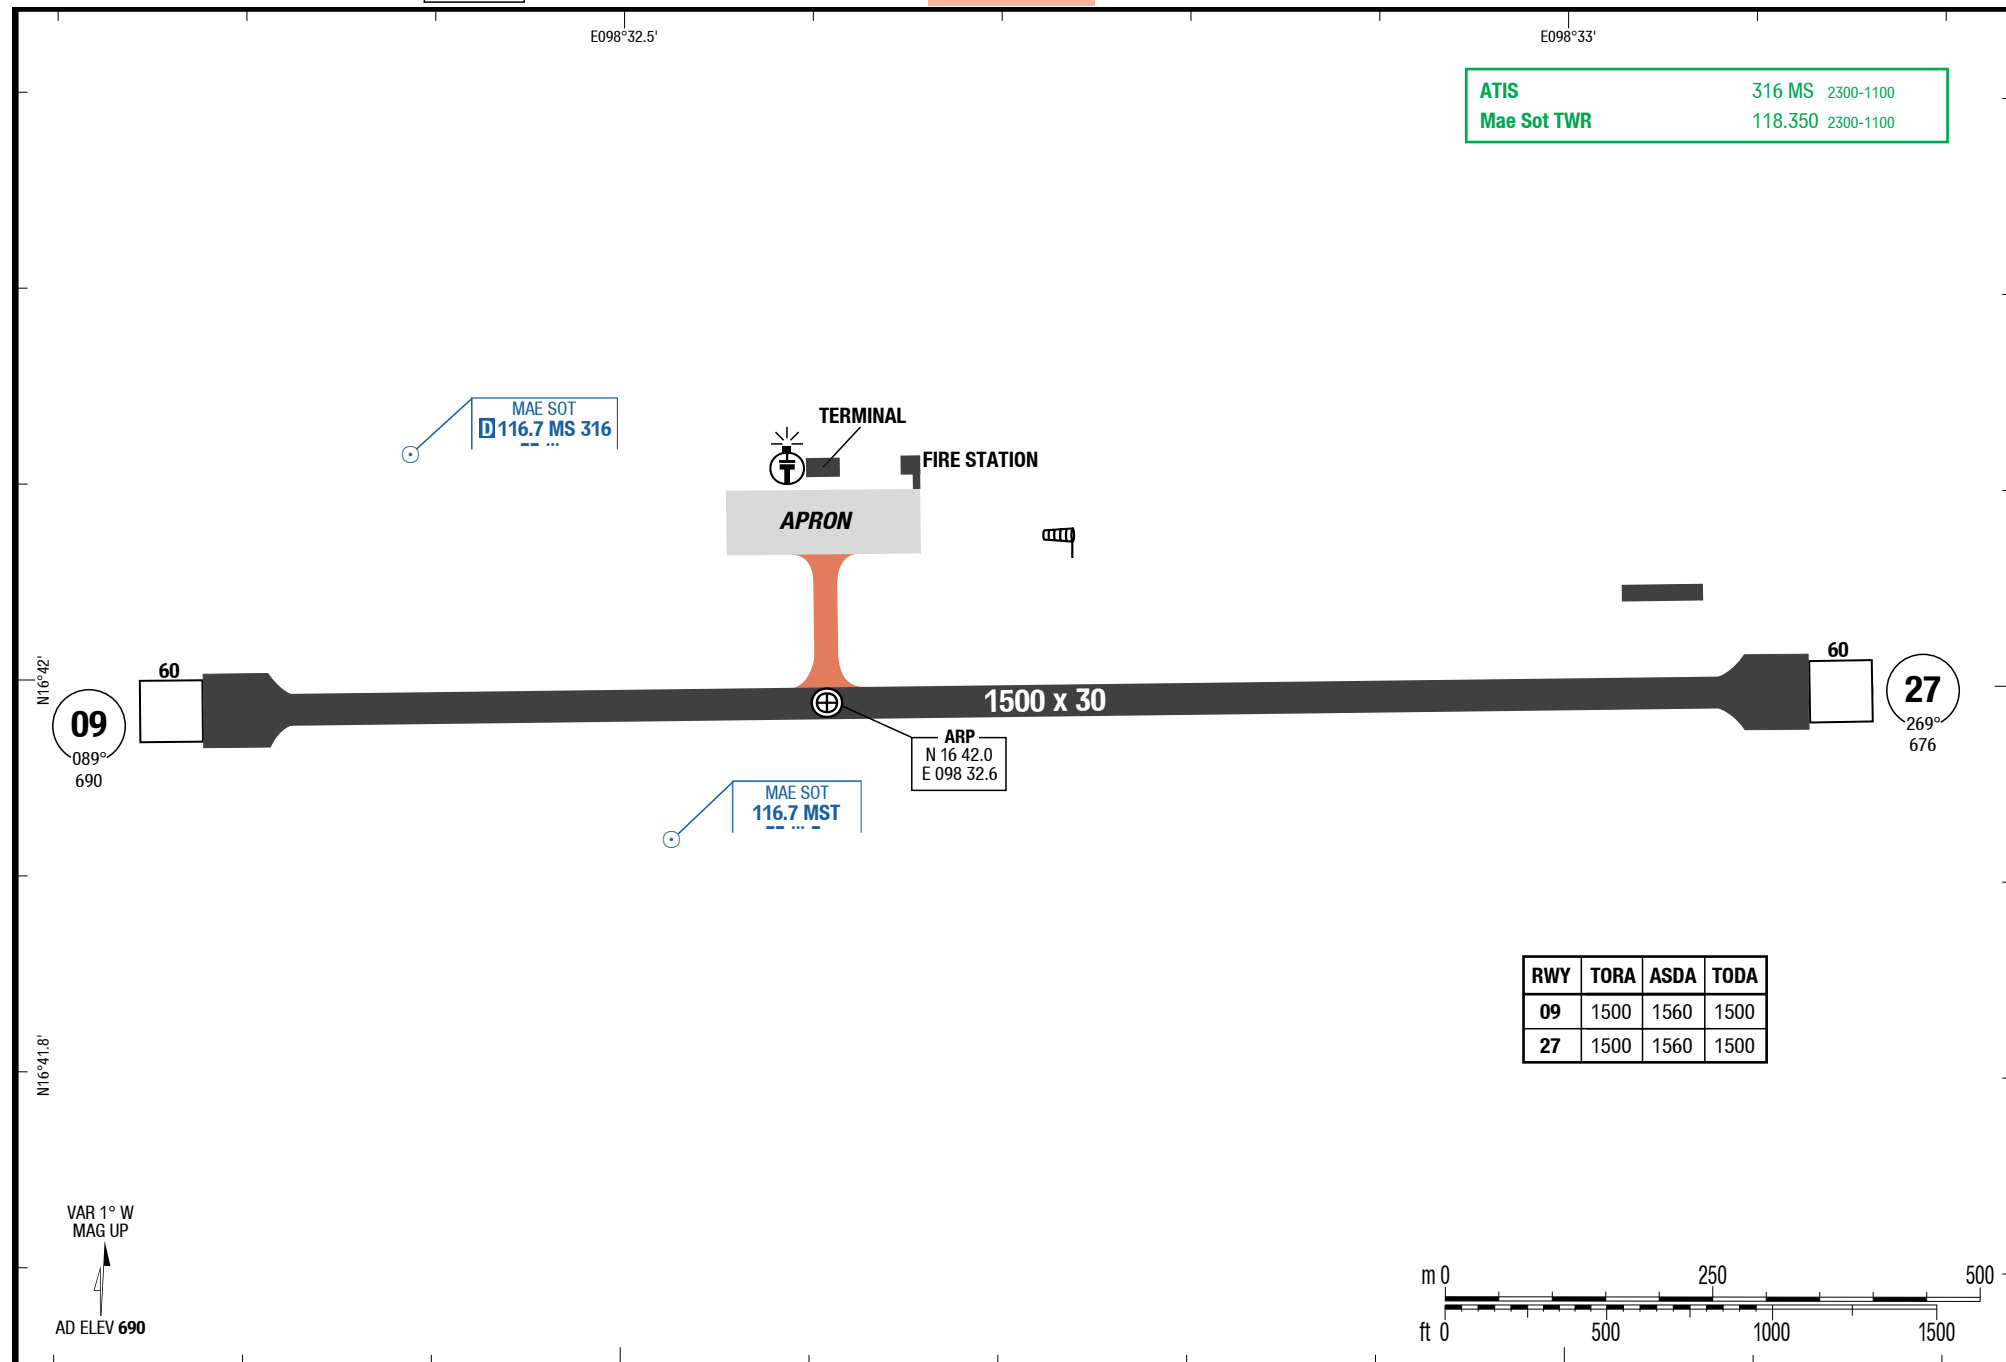 E098°32.5'
E098°33'
ATIS 316 MS 2300-1100
Mae Sot TWR 118.350 2300-1100
MAE SOT
D 116.7 MS 316
TERMINAL
FIRE STATION
APRON
N16°42'
60
60
09
089°
690
1500 x 30
27
269°
676
ARP
N 16 42.0
E 098 32.6
MAE SOT
116.7 MST
RWY TORA ASDA TODA
09 1500 1560 1500
27 1500 1560 1500
N16°41.8'
VAR 1° W
MAG UP
AD ELEV 690
m 0 250 500
ft 0 500 1000 1500